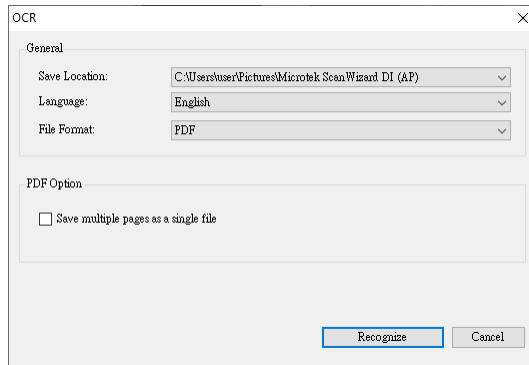 OCR
General
Save Location: C:\Users\user\Pictures\Microtek ScanWizard DI (AP)
Language: English
File Format: PDF
PDF Option
Save multiple pages as a single file
Recognize Cancel